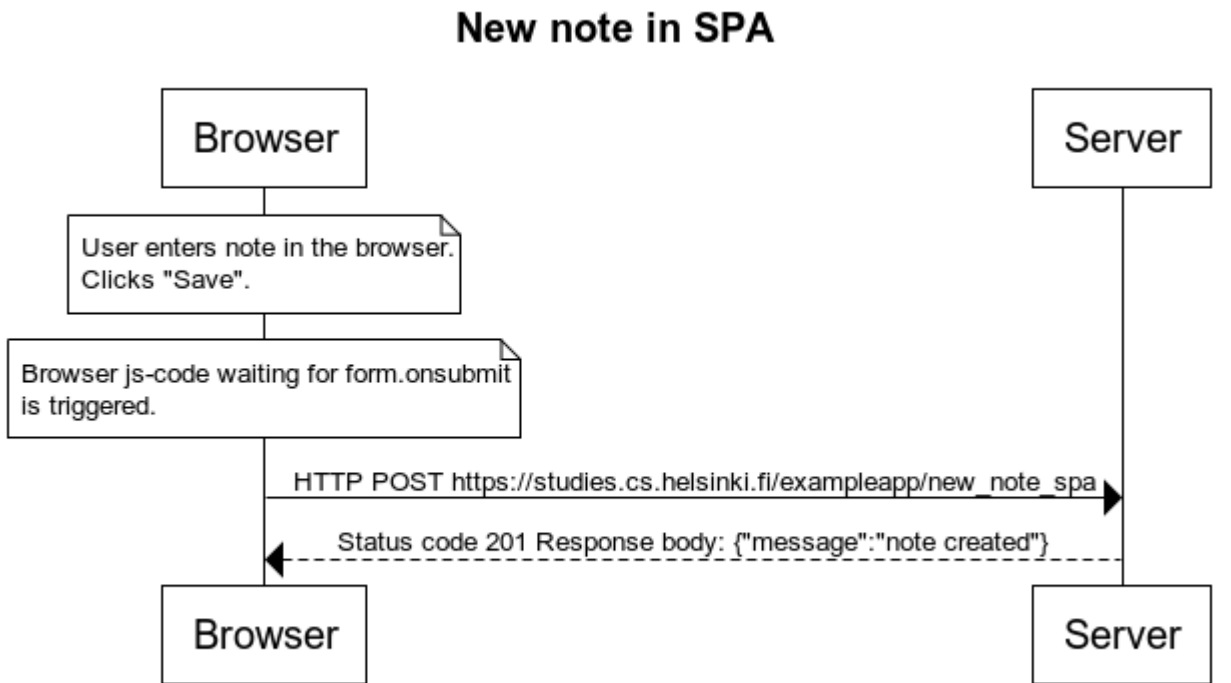 New note in SPA
Browser
Server
User enters note in the browser.
Clicks "Save".
Browser js-code waiting for form.onsubmit
is triggered.
HTTP POST https://studies.cs.helsinki.fi/exampleapp/new_note_spa
Status code 201 Response body: {"message":"note created"}
Browser
Server